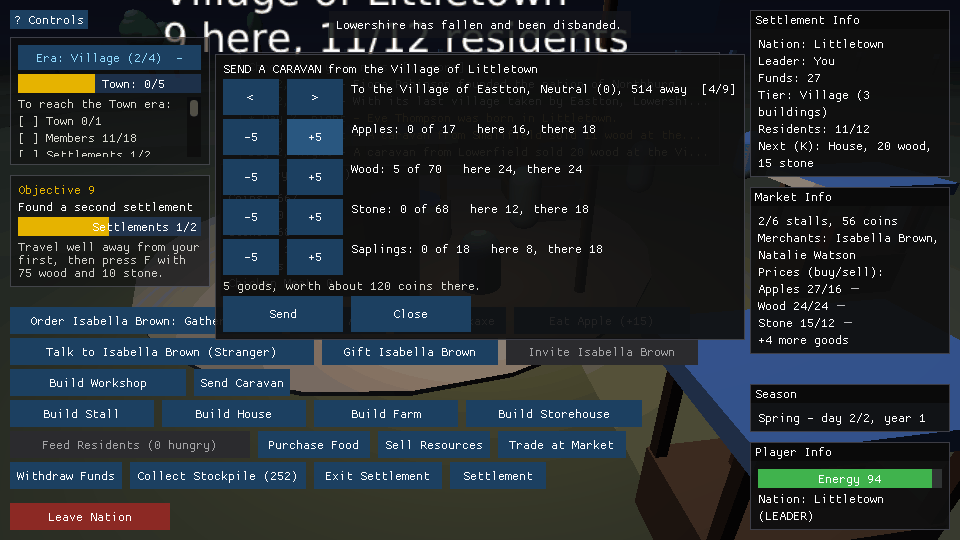 Village of Littletown
9 here, 11/12 residents
? Controls
Lowershire has fallen and been disbanded.
Era: Village (2/4) -
Town: 0/5
To reach the Town era:
[ ] Town 0/1
[ ] Members 11/18
[ ] Settlements 1/2
Objective 9
Found a second settlement
Settlements 1/2
Travel well away from your
first, then press F with
75 wood and 10 stone.
SEND A CARAVAN from the Village of Littletown
< > To the Village of Eastton, Neutral (0), 514 away [4/9]
-5 +5 Apples: 0 of 17 here 16, there 18
-5 +5 Wood: 5 of 70 here 24, there 24
-5 +5 Stone: 0 of 68 here 12, there 18
-5 +5 Saplings: 0 of 18 here 8, there 18
5 goods, worth about 120 coins there.
Send Close
Order Isabella Brown: Gathe
Eat Apple (+15)
Talk to Isabella Brown (Stranger) Gift Isabella Brown Invite Isabella Brown
Build Workshop Send Caravan
Build Stall Build House Build Farm Build Storehouse
Feed Residents (0 hungry) Purchase Food Sell Resources Trade at Market
Withdraw Funds Collect Stockpile (252) Exit Settlement Settlement
Leave Nation
Settlement Info
Nation: Littletown
Leader: You
Funds: 27
Tier: Village (3
buildings)
Residents: 11/12
Next (K): House, 20 wood,
15 stone
Market Info
2/6 stalls, 56 coins
Merchants: Isabella Brown,
Natalie Watson
Prices (buy/sell):
Apples 27/16 —
Wood 24/24 —
Stone 15/12 —
+4 more goods
Season
Spring - day 2/2, year 1
Player Info
Energy 94
Nation: Littletown
(LEADER)